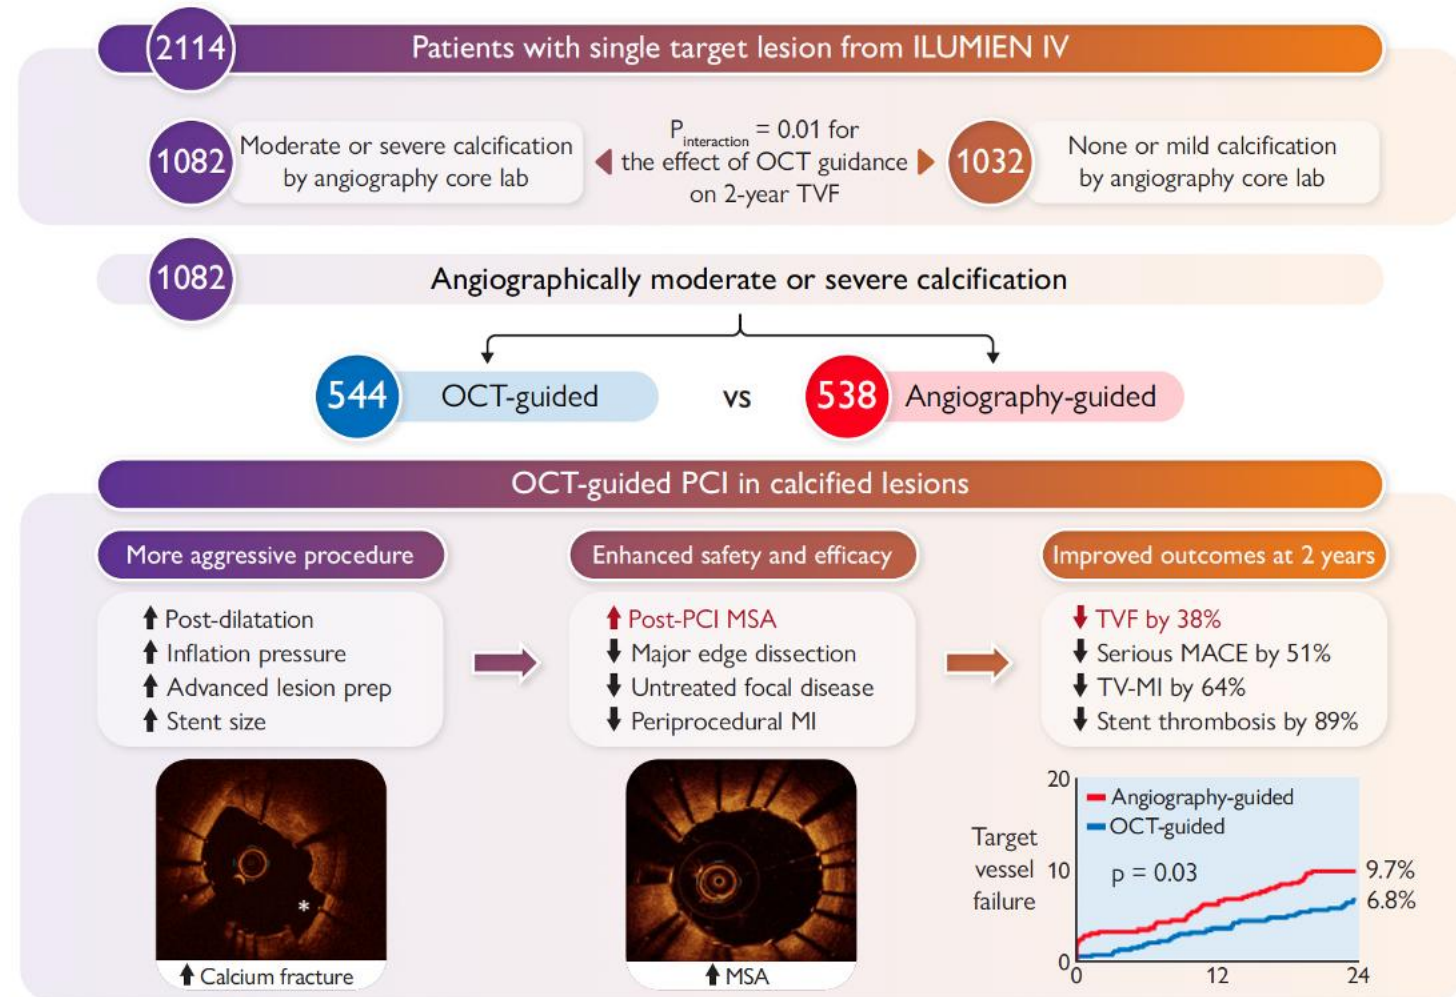 2114 Patients with single target lesion from ILUMIEN IV
1082
Moderate or severe calcification
by angiography core lab
P interaction = 0.01 for
the effect of OCT guidance
on 2-year TVF
1032
None or mild calcification
by angiography core lab
1082 Angiographically moderate or severe calcification
544 OCT-guided vs 538 Angiography-guided
OCT-guided PCI in calcified lesions
More aggressive procedure
↑ Post-dilatation
↑ Inflation pressure
↑ Advanced lesion prep
↑ Stent size
Enhanced safety and efficacy
↑ Post-PCI MSA
↓ Major edge dissection
↓ Untreated focal disease
↓ Periprocedural MI
Improved outcomes at 2 years
↓ TVF by 38%
↓ Serious MACE by 51%
↓ TV-MI by 64%
↓ Stent thrombosis by 89%
*
↑ Calcium fracture
↑ MSA
Target
vessel
failure
20
10
0
Angiography-guided
OCT-guided
p = 0.03
9.7%
6.8%
0 12 24